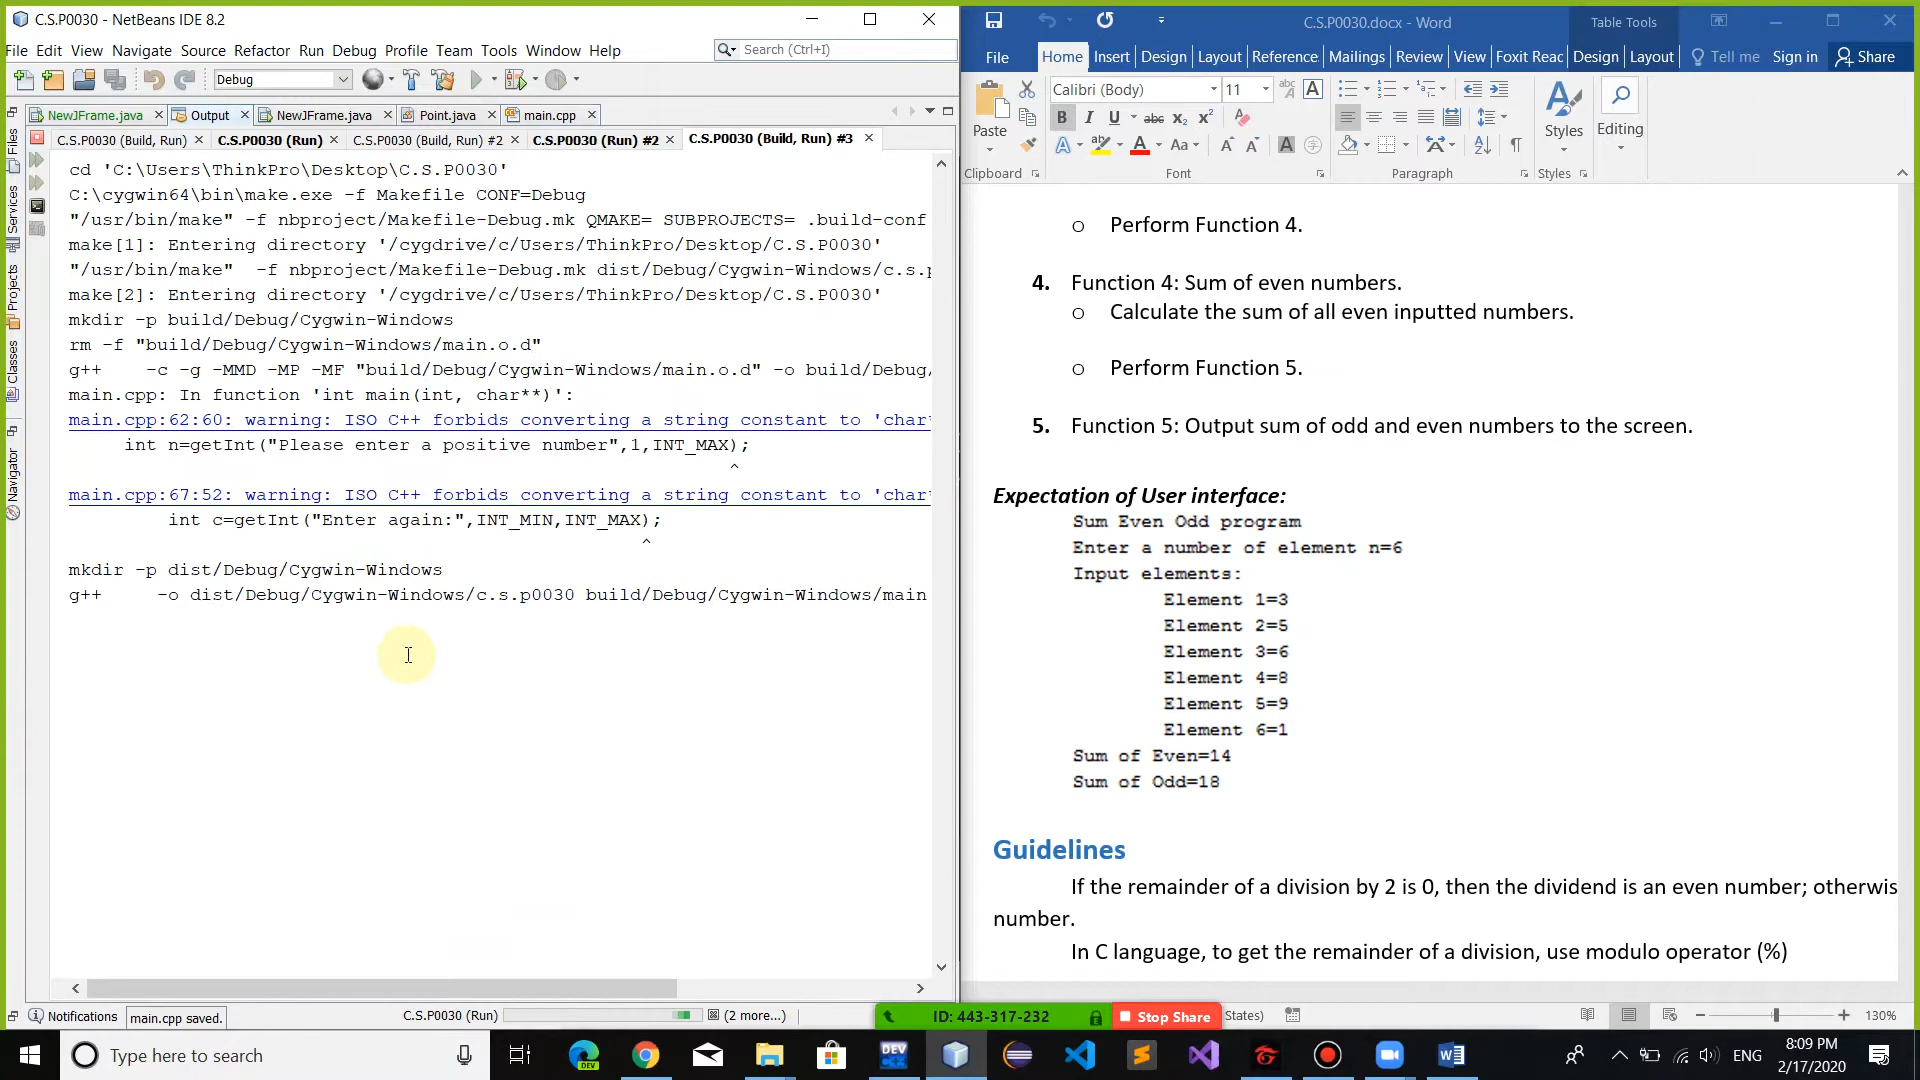 C.S.P0030 - NetBeans IDE 8.2
File Edit View Navigate Source Refactor Run Debug Profile Team Tools Window Help
Search (Ctrl+I)
Debug
NewJFrame.java
Output
NewJFrame.java
Point.java
main.cpp
C.S.P0030 (Build, Run)
C.S.P0030 (Run)
C.S.P0030 (Build, Run) #2
C.S.P0030 (Run) #2
C.S.P0030 (Build, Run) #3
Files
Services
Projects
Classes
Navigator
cd 'C:\Users\ThinkPro\Desktop\C.S.P0030'
C:\cygwin64\bin\make.exe -f Makefile CONF=Debug
"/usr/bin/make" -f nbproject/Makefile-Debug.mk QMAKE= SUBPROJECTS= .build-conf
make[1]: Entering directory '/cygdrive/c/Users/ThinkPro/Desktop/C.S.P0030'
"/usr/bin/make"  -f nbproject/Makefile-Debug.mk dist/Debug/Cygwin-Windows/c.s.p
make[2]: Entering directory '/cygdrive/c/Users/ThinkPro/Desktop/C.S.P0030'
mkdir -p build/Debug/Cygwin-Windows
rm -f "build/Debug/Cygwin-Windows/main.o.d"
g++    -c -g -MMD -MP -MF "build/Debug/Cygwin-Windows/main.o.d" -o build/Debug/
main.cpp: In function 'int main(int, char**)':
main.cpp:62:60: warning: ISO C++ forbids converting a string constant to 'char*
int n=getInt("Please enter a positive number",1,INT_MAX);
^
main.cpp:67:52: warning: ISO C++ forbids converting a string constant to 'char*
int c=getInt("Enter again:",INT_MIN,INT_MAX);
^
mkdir -p dist/Debug/Cygwin-Windows
g++     -o dist/Debug/Cygwin-Windows/c.s.p0030 build/Debug/Cygwin-Windows/main
Notifications
main.cpp saved.
C.S.P0030 (Run)
(2 more...)
C.S.P0030.docx - Word
Table Tools
File Home Insert Design Layout Reference Mailings Review View Foxit Reac Design Layout Tell me Sign in Share
Paste
Clipboard
Calibri (Body)
11
Font
Paragraph
Styles
Styles
Editing
o Perform Function 4.
4. Function 4: Sum of even numbers.
o Calculate the sum of all even inputted numbers.
o Perform Function 5.
5. Function 5: Output sum of odd and even numbers to the screen.
Expectation of User interface:
Sum Even Odd program
Enter a number of element n=6
Input elements:
Element 1=3
Element 2=5
Element 3=6
Element 4=8
Element 5=9
Element 6=1
Sum of Even=14
Sum of Odd=18
Guidelines
If the remainder of a division by 2 is 0, then the dividend is an even number; otherwis
number.
In C language, to get the remainder of a division, use modulo operator (%)
ID: 443-317-232
Stop Share
States)
130%
Type here to search
DEV
DEV
ENG
8:09 PM
2/17/2020